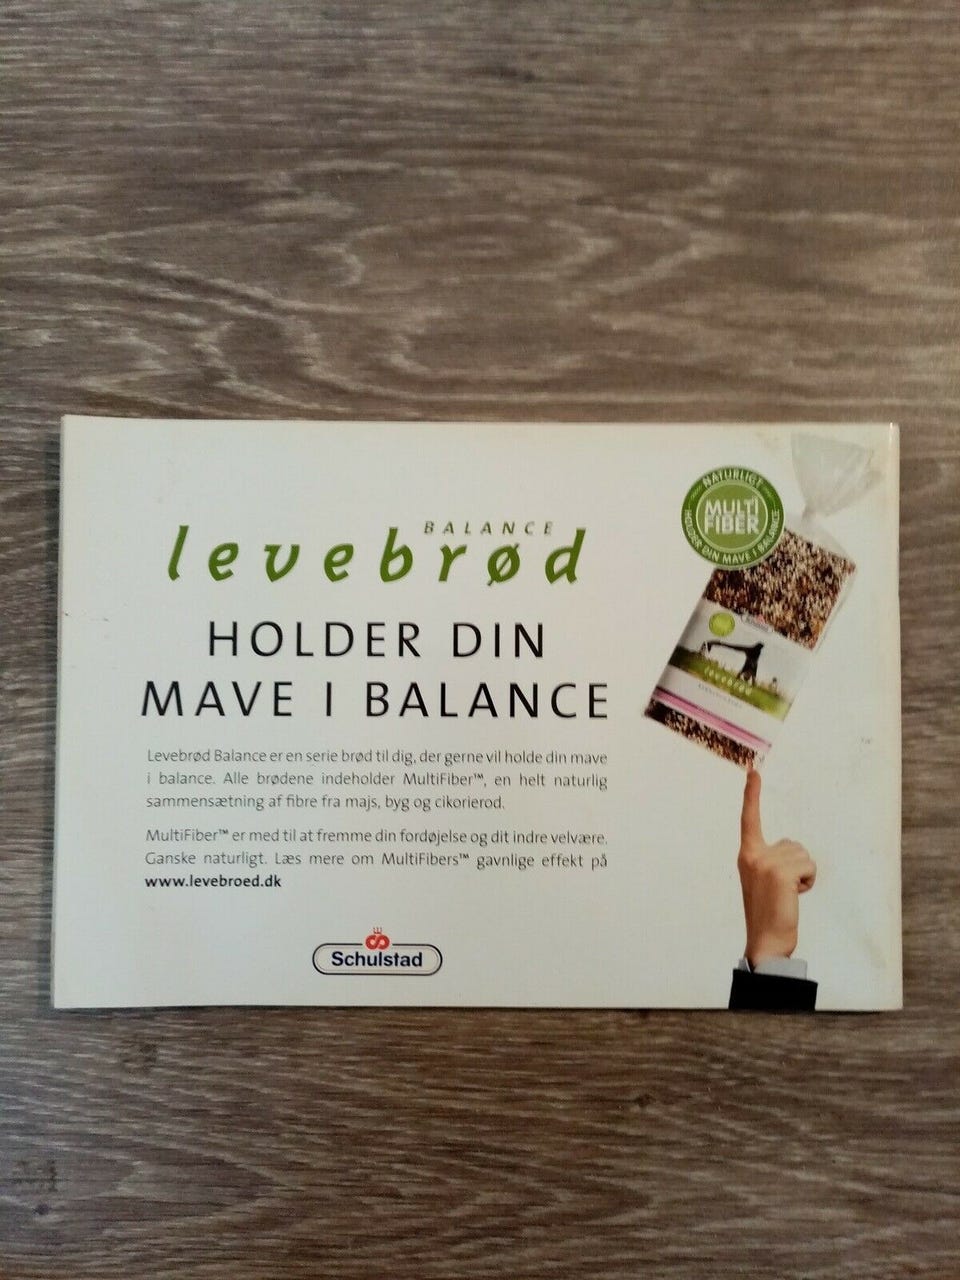 BALANCE
levebrød
HOLDER DIN
MAVE I BALANCE
Levebrød Balance er en serie brød til dig, der gerne vil holde din mave
i balance. Alle brødene indeholder MultiFiber™, en helt naturlig
sammensætning af fibre fra majs, byg og cikorierod.
MultiFiber™ er med til at fremme din fordøjelse og dit indre velvære.
Ganske naturligt. Læs mere om MultiFibers™ gavnlige effekt på
www.levebroed.dk
Schulstad
NATURLIGT
MULTI
FIBER
HOLDER DIN MAVE I BALANCE
Schulstad
LEVEBRØD